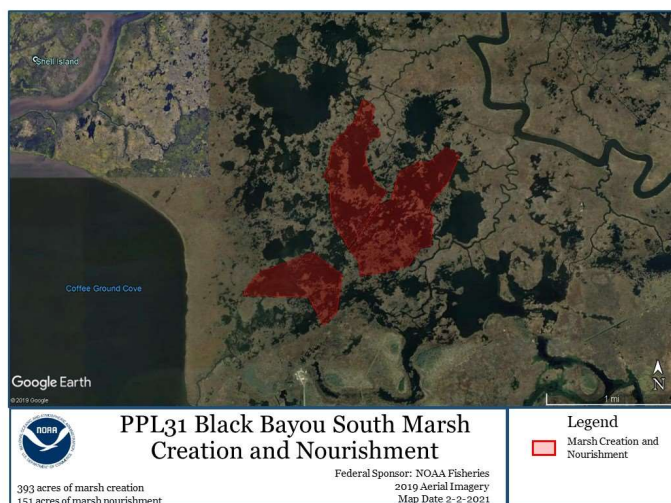 Shell Island
Coffee Ground Cove
Google Earth
©2019 Google
1 mi
N
NOAA
PPL31 Black Bayou South Marsh
Creation and Nourishment
Federal Sponsor: NOAA Fisheries
2019 Aerial Imagery
Map Date 2-2-2021
393 acres of marsh creation
151 acres of marsh nourishment
Legend
Marsh Creation and
Nourishment